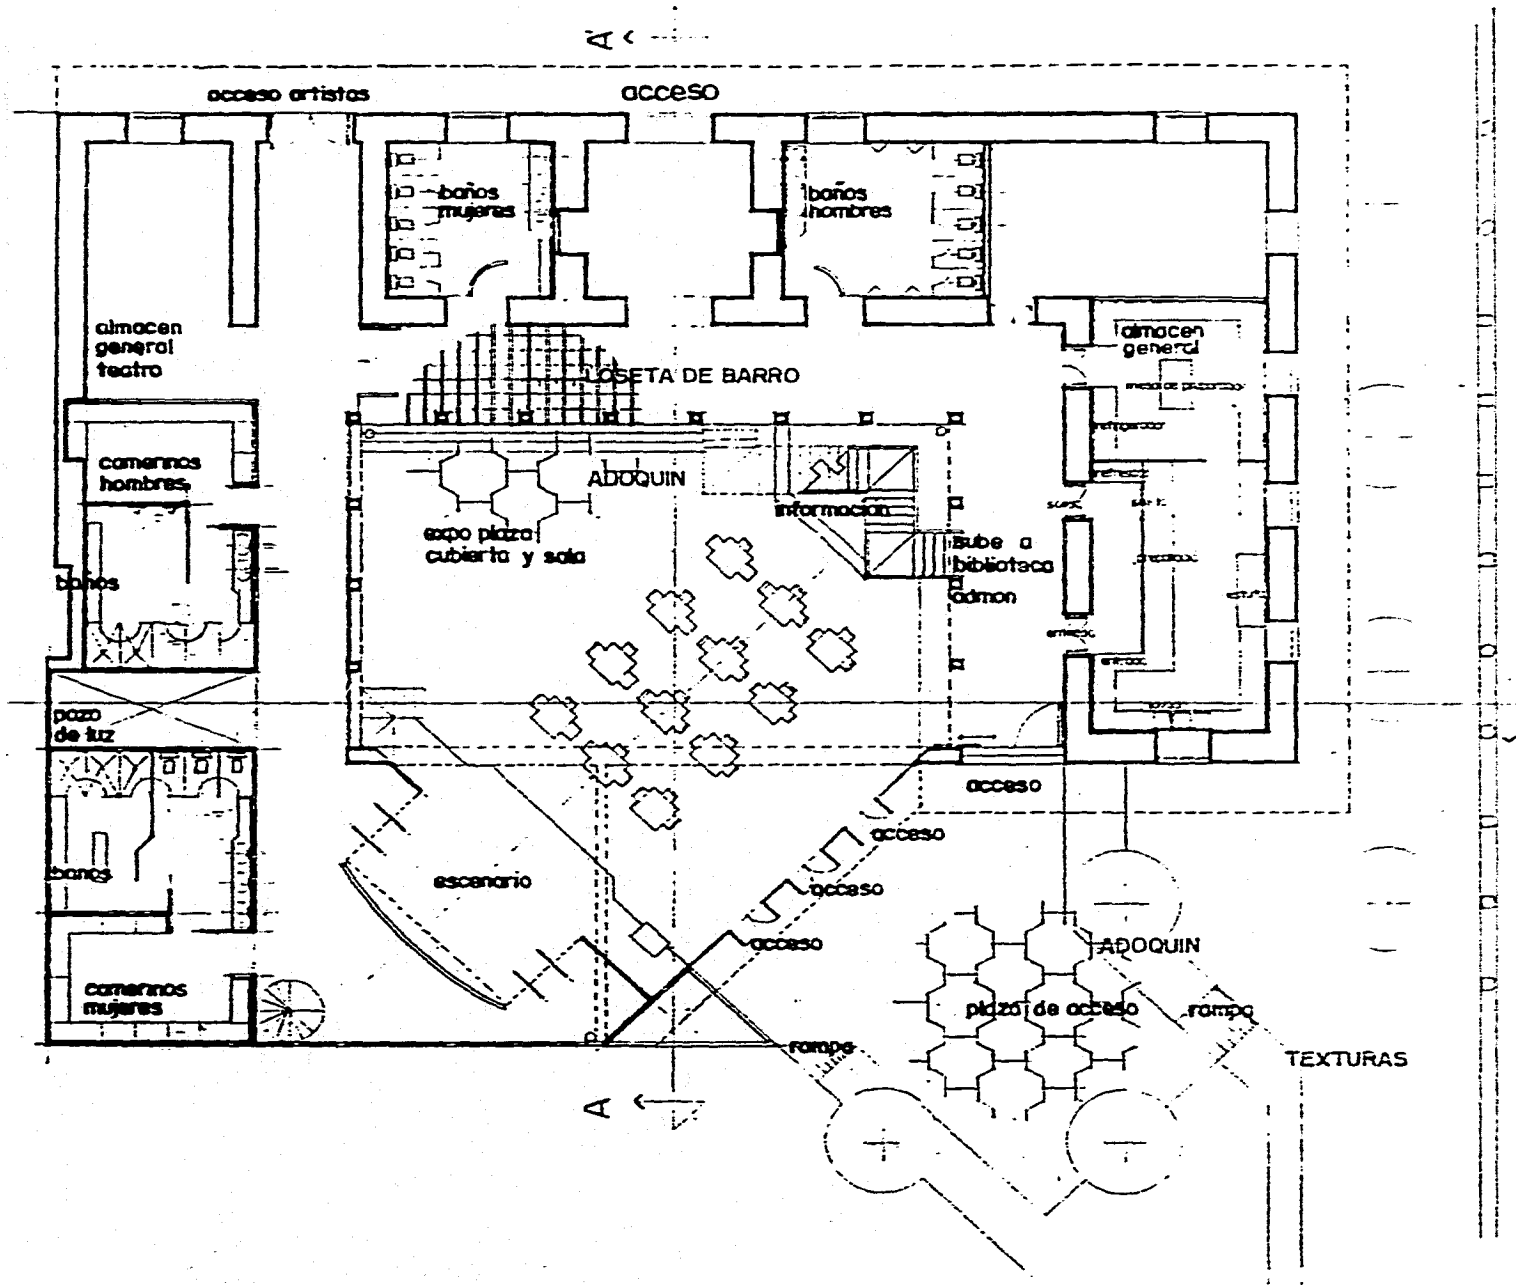 A'
acceso artistas
acceso
baños
mujeres
baños
hombres
almacen
general
teatro
almacen
general
LOSETA DE BARRO
refrigerador
camerinos
hombres
ADOQUIN
informacion
expo plaza
cubierta y sala
sube a
biblioteca
admon
baños
pozo
de luz
acceso
acceso
escenario
acceso
baños
acceso
ADOQUIN
camerinos
mujeres
plaza de acceso
rampa
rampa
TEXTURAS
A